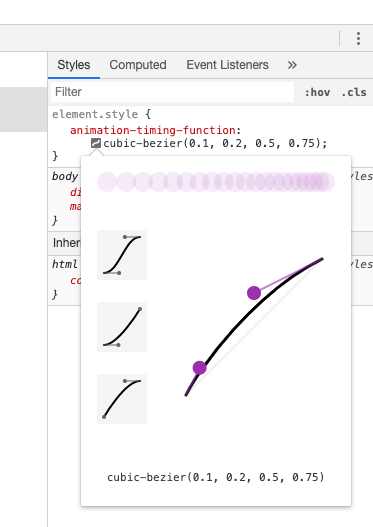 Styles Computed Event Listeners »
Filter :hov .cls
element.style {
animation-timing-function:
cubic-bezier(0.1, 0.2, 0.5, 0.75);
}
body yles
di
ma
}
Inher
html yles
co
}
cubic-bezier(0.1, 0.2, 0.5, 0.75)